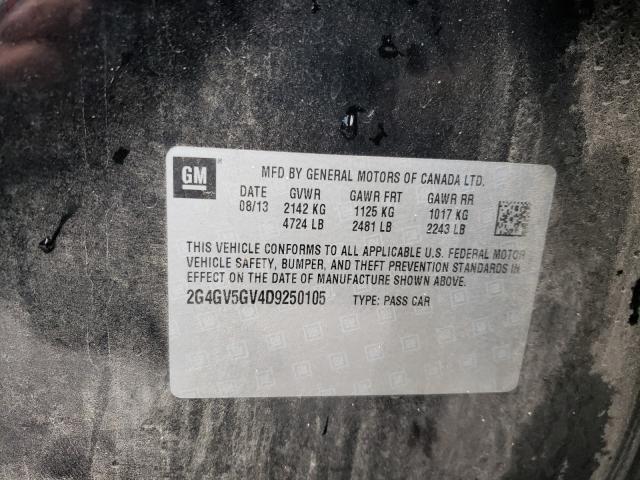 GM
MFD BY GENERAL MOTORS OF CANADA LTD.
DATE GVWR GAWR FRT GAWR RR
08/13 2142 KG 1125 KG 1017 KG
4724 LB 2481 LB 2243 LB
THIS VEHICLE CONFORMS TO ALL APPLICABLE U.S. FEDERAL MOTOR
VEHICLE SAFETY, BUMPER, AND THEFT PREVENTION STANDARDS IN
EFFECT ON THE DATE OF MANUFACTURE SHOWN ABOVE.
2G4GV5GV4D9250105 TYPE: PASS CAR